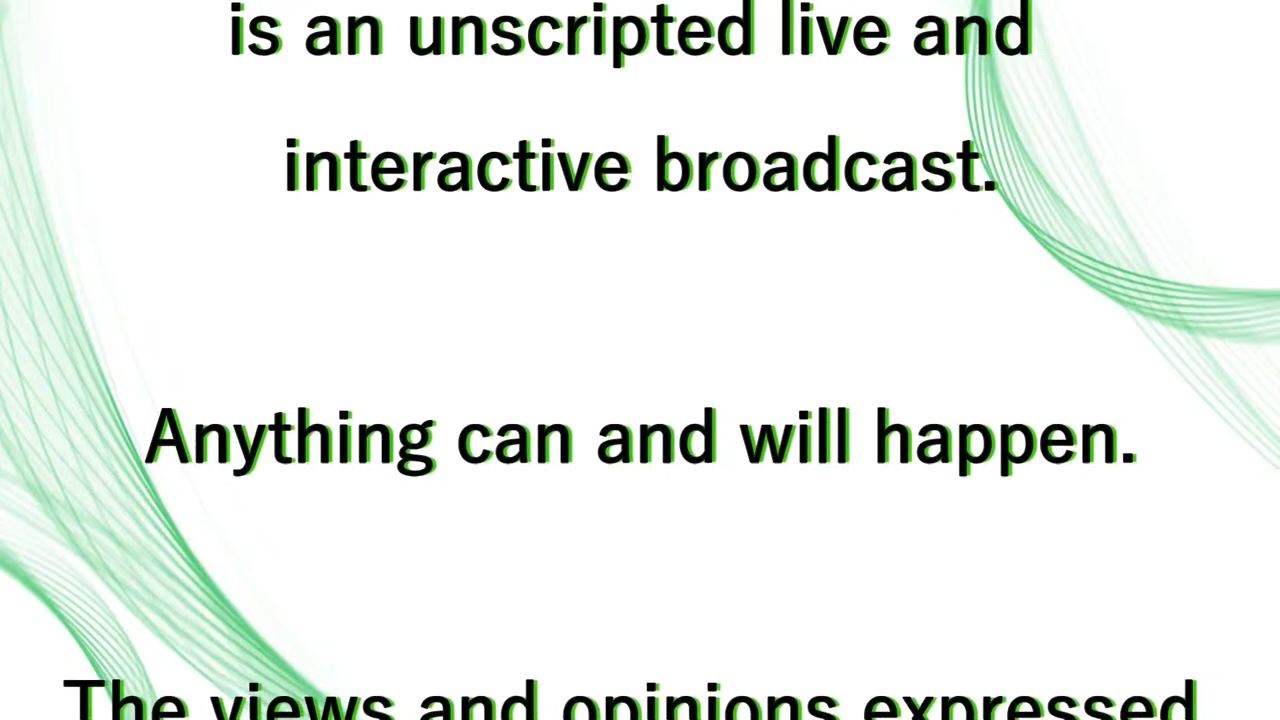 is an unscripted live and
interactive broadcast.
Anything can and will happen.
The views and opinions expressed